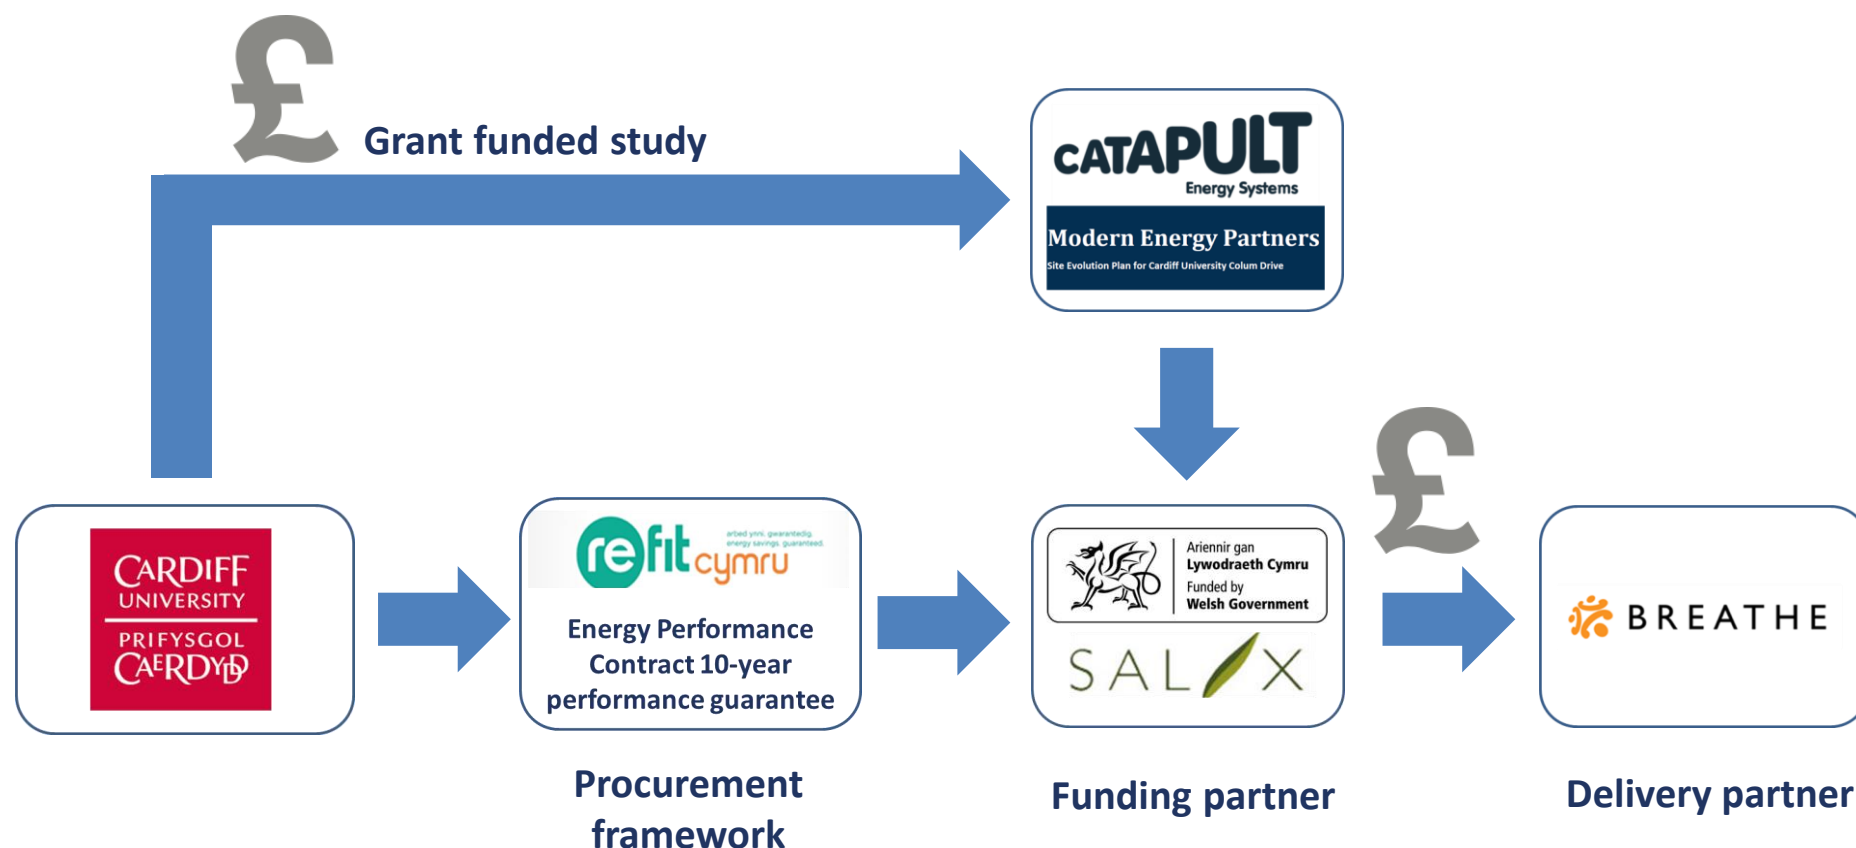 £
Grant funded study
CATAPULT
Energy Systems
Modern Energy Partners
Site Evolution Plan for Cardiff University Colum Drive
£
CARDIFF
UNIVERSITY
PRIFYSGOL
CAERDYDD
refit
cymru
arbed ynni. gwarantedig.
energy savings. guaranteed.
Energy Performance
Contract 10-year
performance guarantee
Ariennir gan
Lywodraeth Cymru
Funded by
Welsh Government
SALIX
BREATHE
Procurement
framework
Funding partner
Delivery partner